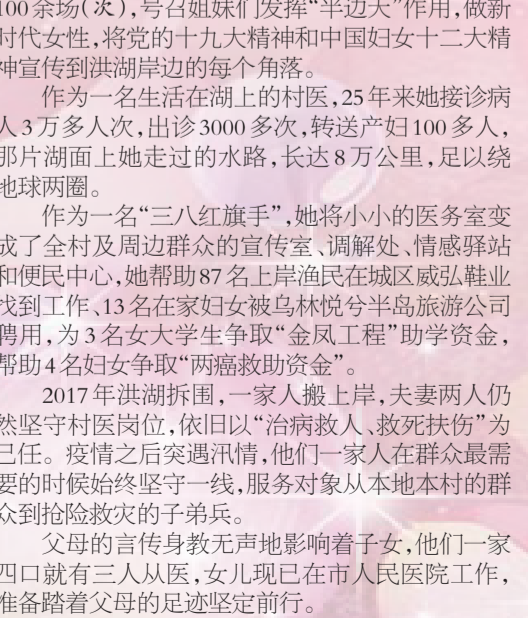 100余场(次),号召姐妹们发挥“半边天”作用,做新
时代女性,将党的十九大精神和中国妇女十二大精
神宣传到洪湖岸边的每个角落。
作为一名生活在湖上的村医,25年来她接诊病
人3万多人次,出诊3000多次,转送产妇100多人,
那片湖面上她走过的水路,长达8万公里,足以绕
地球两圈。
作为一名“三八红旗手”,她将小小的医务室变
成了全村及周边群众的宣传室、调解处、情感驿站
和便民中心,她帮助87名上岸渔民在城区威弘鞋业
找到工作、13名在家妇女被乌林悦兮半岛旅游公司
聘用,为3名女大学生争取“金凤工程”助学资金,
帮助4名妇女争取“两癌救助资金”。
2017年洪湖拆围,一家人搬上岸,夫妻两人仍
然坚守村医岗位,依旧以“治病救人、救死扶伤”为
己任。疫情之后突遇汛情,他们一家人在群众最需
要的时候始终坚守一线,服务对象从本地本村的群
众到抢险救灾的子弟兵。
父母的言传身教无声地影响着子女,他们一家
四口就有三人从医,女儿现已在市人民医院工作,
准备踏着父母的足迹坚定前行。